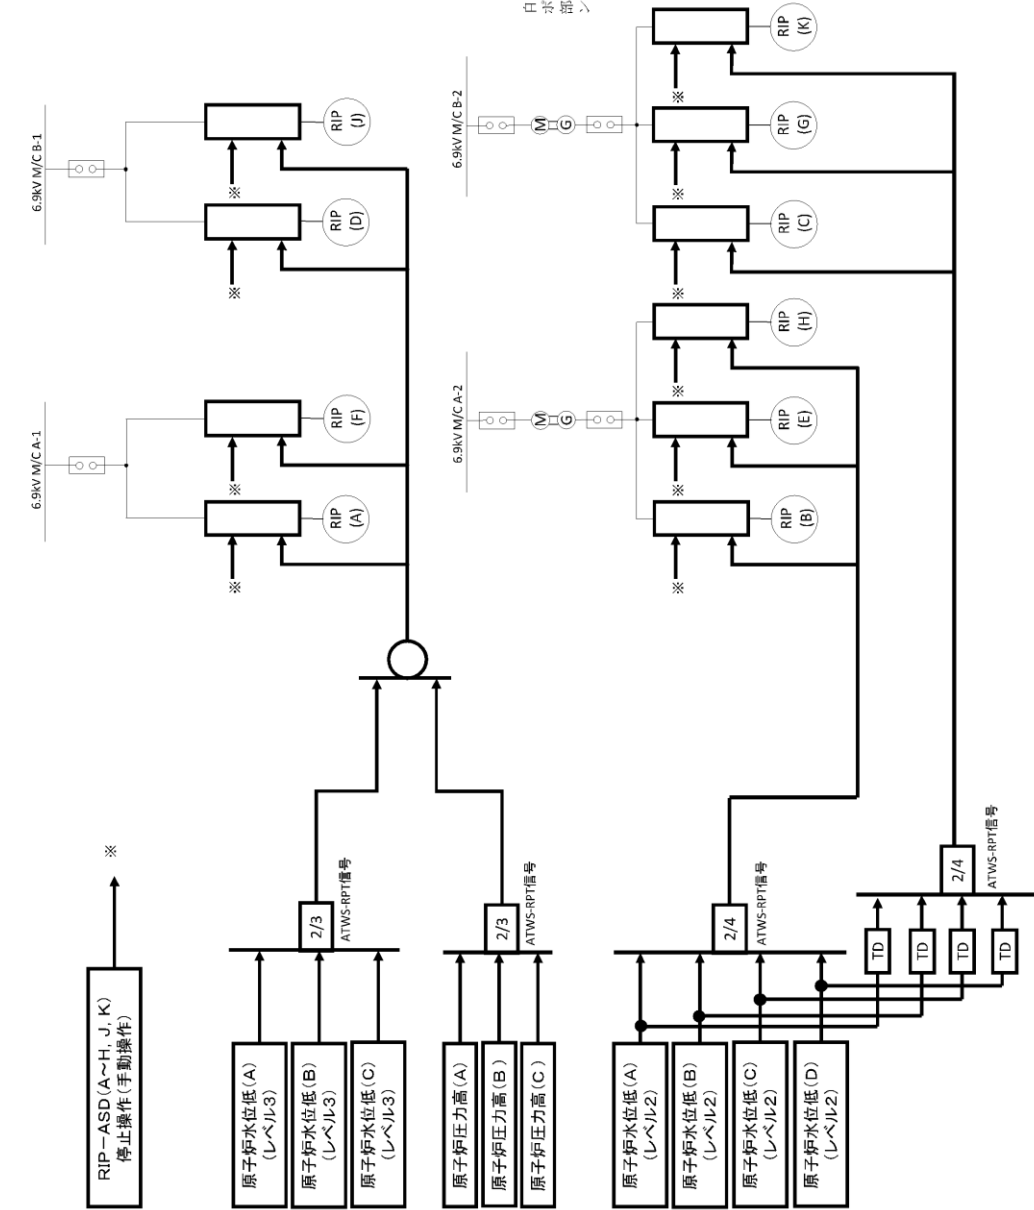 RIP－ASD(A～H, J, K)
停止操作(手動操作)
※
原子炉水位低(A)
(レベル3)
原子炉水位低(B)
(レベル3)
原子炉水位低(C)
(レベル3)
2/3
ATWS-RPT信号
原子炉圧力高(A)
原子炉圧力高(B)
原子炉圧力高(C)
2/3
ATWS-RPT信号
原子炉水位低(A)
(レベル2)
原子炉水位低(B)
(レベル2)
原子炉水位低(C)
(レベル2)
原子炉水位低(D)
(レベル2)
2/4
ATWS-RPT信号
TD
TD
TD
TD
2/4
ATWS-RPT信号
6.9kV M/C A-1
※
RIP
(A)
※
RIP
(F)
6.9kV M/C B-1
※
RIP
(D)
※
RIP
(J)
6.9kV M/C A-2
M
G
※
RIP
(B)
※
RIP
(E)
※
RIP
(H)
6.9kV M/C B-2
M
G
※
RIP
(C)
※
RIP
(G)
※
RIP
(K)